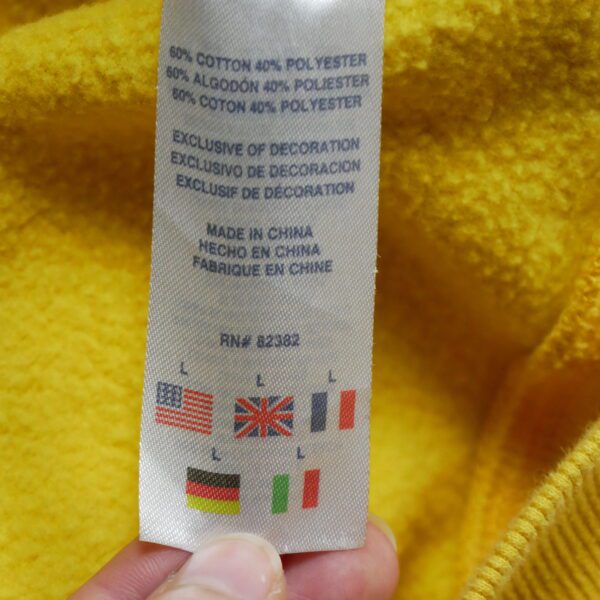 60% COTTON 40% POLYESTER
60% ALGODÓN 40% POLIESTER
60% COTON 40% POLYESTER
EXCLUSIVE OF DECORATION
EXCLUSIVO DE DECORACION
EXCLUSIF DE DÉCORATION
MADE IN CHINA
HECHO EN CHINA
FABRIQUE EN CHINE
RN# 82382
L L L
L L